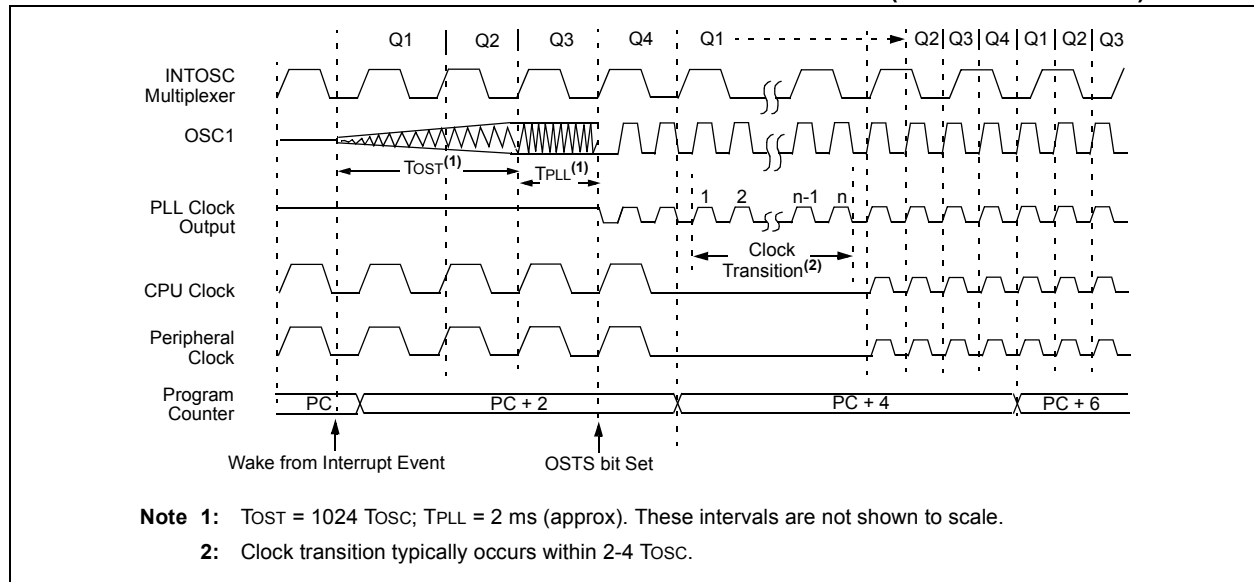 Q1 Q2 Q3 Q4 Q1 Q2 Q3 Q4 Q1 Q2 Q3
INTOSC
Multiplexer
OSC1
TOST(1)
TPLL(1)
1 2 n-1 n
PLL Clock
Output
Clock
Transition(2)
CPU Clock
Peripheral
Clock
Program
Counter
PC PC + 2 PC + 4 PC + 6
Wake from Interrupt Event OSTS bit Set
Note 1: TOST = 1024 TOSC; TPLL = 2 ms (approx). These intervals are not shown to scale.
2: Clock transition typically occurs within 2-4 TOSC.